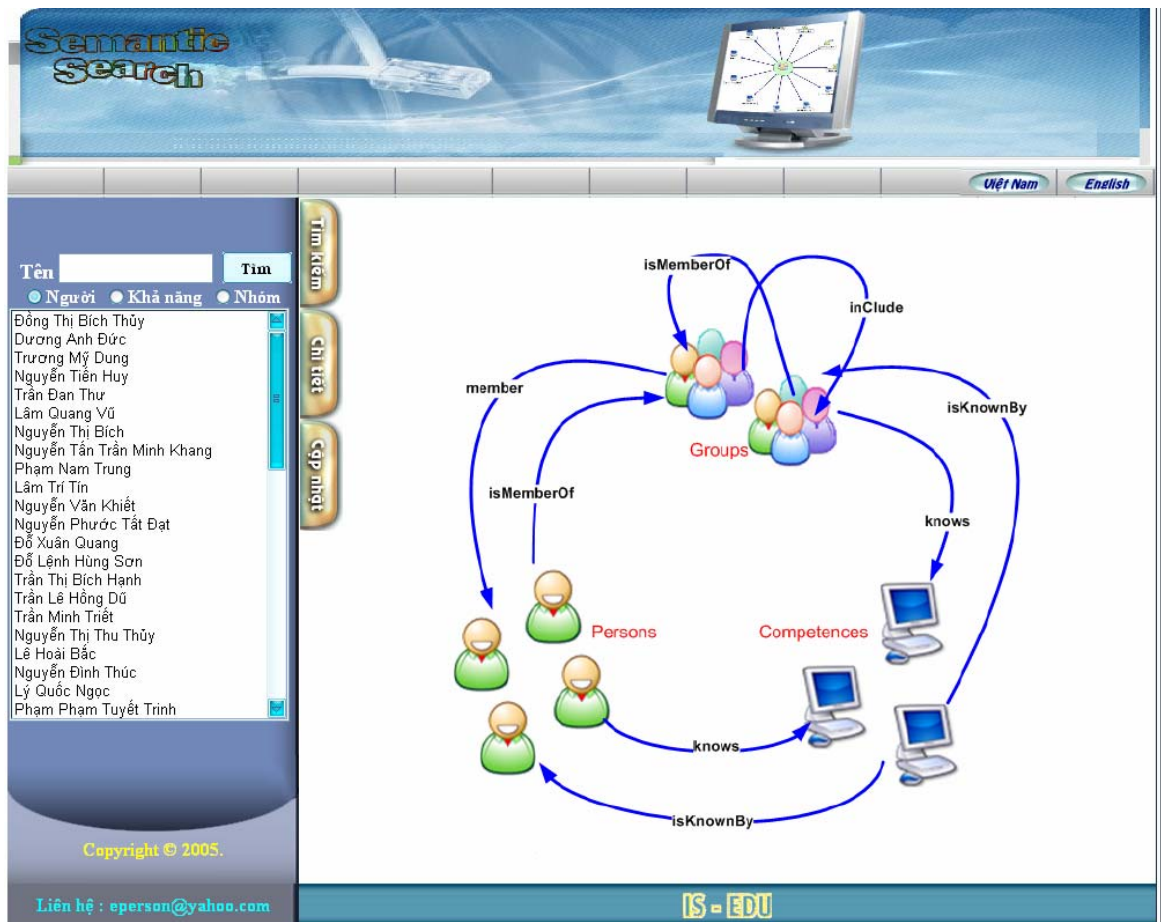 Semantic
Search
Việt Nam
English
Tên
Tìm
Người
Khả năng
Nhóm
Đồng Thị Bích Thủy
Dương Anh Đức
Trương Mỹ Dung
Nguyễn Tiến Huy
Trần Đan Thư
Lâm Quang Vũ
Nguyễn Thị Bích
Nguyễn Tấn Trần Minh Khang
Phạm Nam Trung
Lâm Trí Tín
Nguyễn Văn Khiết
Nguyễn Phước Tất Đạt
Đỗ Xuân Quang
Đỗ Lệnh Hùng Sơn
Trần Thị Bích Hạnh
Trần Lê Hồng Dũ
Trần Minh Triết
Nguyễn Thị Thu Thủy
Lê Hoài Bắc
Nguyễn Đình Thúc
Lý Quốc Ngọc
Phạm Phạm Tuyết Trinh
Copyright © 2005.
Liên hệ : eperson@yahoo.com
Tìm kiếm
Chi tiết
Cập nhật
isMemberOf
inClude
member
isKnownBy
Groups
isMemberOf
knows
Persons
Competences
knows
isKnownBy
IS - EDU